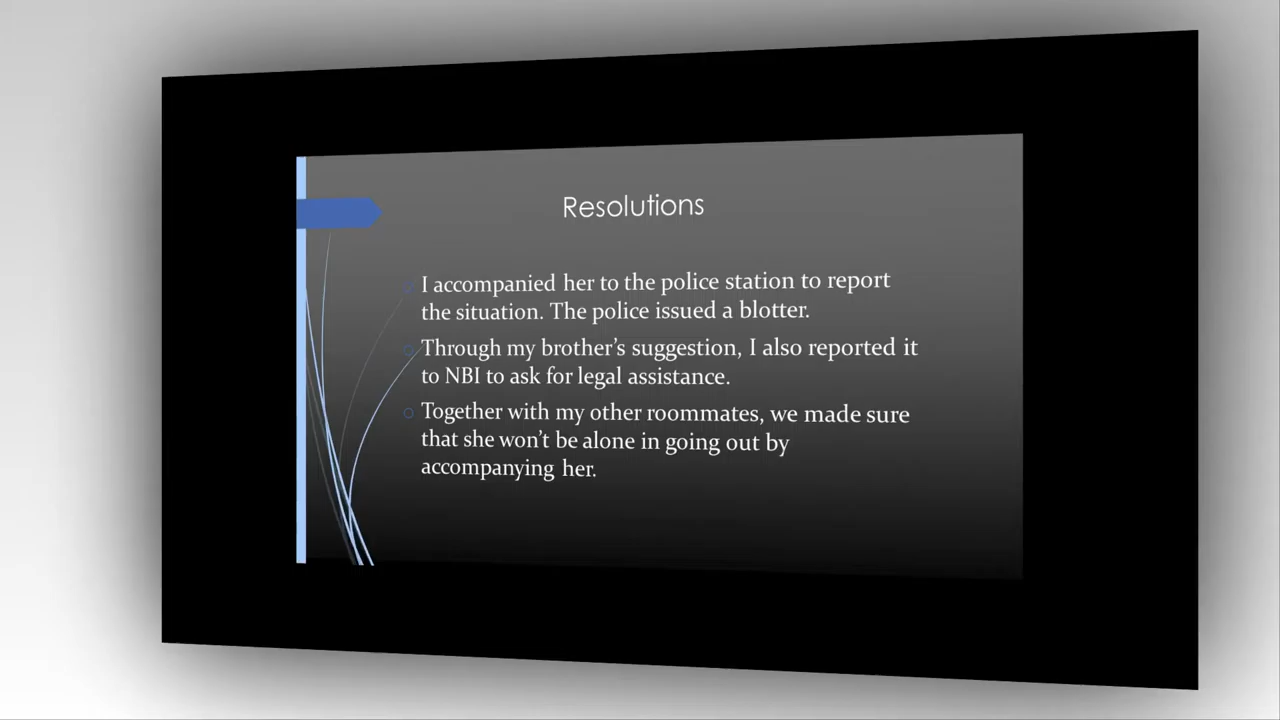 Resolutions
I accompanied her to the police station to report
the situation. The police issued a blotter.
Through my brother’s suggestion, I also reported it
to NBI to ask for legal assistance.
Together with my other roommates, we made sure
that she won’t be alone in going out by
accompanying her.